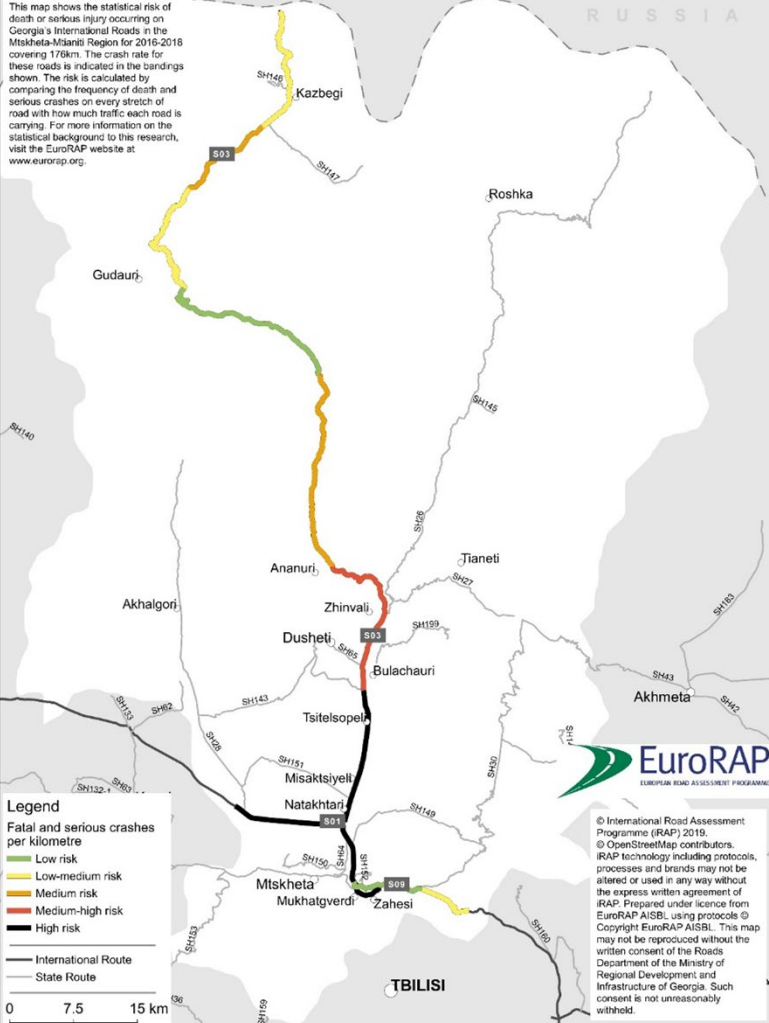 This map shows the statistical risk of
death or serious injury occurring on
Georgia's International Roads in the
Mtskheta-Mtianiti Region for 2016-2018
covering 176km. The crash rate for
these roads is indicated in the bandings
shown. The risk is calculated by
comparing the frequency of death and
serious crashes on every stretch of
road with how much traffic each road is
carrying. For more information on the
statistical background to this research,
visit the EuroRAP website at
www.eurorap.org.
RUSSIA
SH146
Kazbegi
S03
SH147
Roshka
Gudauri
SH140
SH145
SH26
Ananuri
Tianeti
SH27
Akhalgori
Zhinvali
SH183
S03
SH199
Dusheti
SH65
Bulachauri
SH43
Akhmeta
SH42
SH143
SH62
SH133
Tsitelsopeli
SH28
SH30
SH151
Misaktsiyeli
SH63
SH132-1
EuroRAP
EUROPEAN ROAD ASSESSMENT PROGRAMME
Natakhtari
S01
SH149
SH64
SH150
SH152
Mtskheta
S09
Mukhatgverdi
Zahesi
SH153
SH160
TBILISI
SH159
Legend
Fatal and serious crashes
per kilometre
Low risk
Low-medium risk
Medium risk
Medium-high risk
High risk
International Route
State Route
0 7.5 15 km
© International Road Assessment
Programme (iRAP) 2019.
© OpenStreetMap contributors.
iRAP technology including protocols,
processes and brands may not be
altered or used in any way without
the express written agreement of
iRAP. Prepared under licence from
EuroRAP AISBL using protocols ©
Copyright EuroRAP AISBL. This map
may not be reproduced without the
written consent of the Roads
Department of the Ministry of
Regional Development and
Infrastructure of Georgia. Such
consent is not unreasonably
withheld.